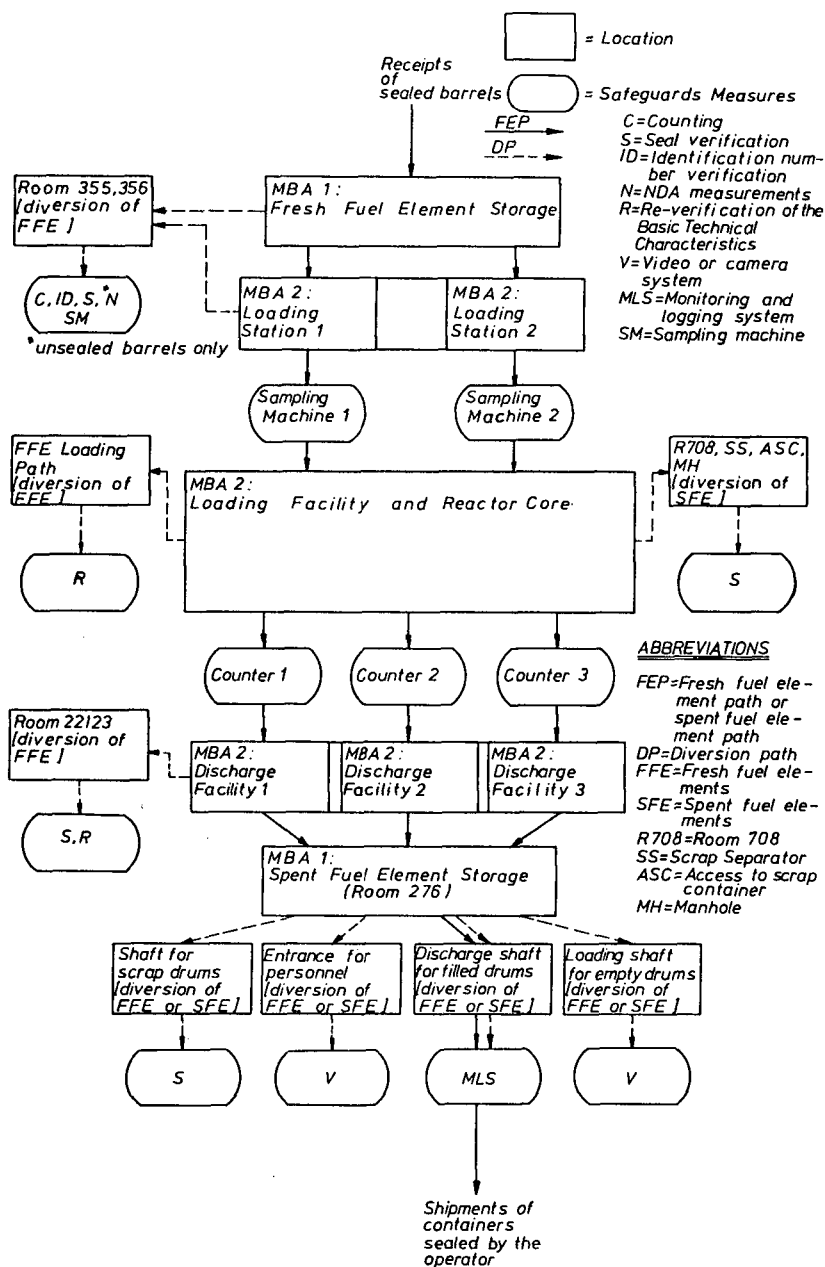 = Location
Receipts
of
sealed barrels
= Safeguards Measures
FEP
DP
C=Counting
S=Seal verification
ID=Identification num-
ber verification
N=NDA measurements
R=Re-verification of the
Basic Technical
Characteristics
V=Video or camera
system
MLS=Monitoring and
logging system
SM=Sampling machine
Room 355,356
[diversion of
FFE]
MBA 1:
Fresh Fuel Element Storage
C, ID, S, *N
SM
*unsealed barrels only
MBA 2:
Loading
Station 1
MBA 2:
Loading
Station 2
Sampling
Machine 1
Sampling
Machine 2
FFE Loading
Path
[diversion of
FFE]
MBA 2:
Loading Facility and Reactor Core
R708, SS, ASC,
MH
[diversion of
SFE]
R
S
Counter 1
Counter 2
Counter 3
ABBREVIATIONS
FEP=Fresh fuel ele-
ment path or
spent fuel ele-
ment path
DP=Diversion path
FFE=Fresh fuel ele-
ments
SFE=Spent fuel ele-
ments
R708=Room 708
SS=Scrap Separator
ASC=Access to scrap
container
MH=Manhole
Room 22123
[diversion of
FFE]
MBA 2:
Discharge
Facility 1
MBA 2:
Discharge
Facility 2
MBA 2:
Discharge
Facility 3
S, R
MBA 1:
Spent Fuel Element Storage
(Room 276)
Shaft for
scrap drums
[diversion of
FFE or SFE]
Entrance for
personnel
[diversion of
FFE or SFE]
Discharge shaft
for filled drums
[diversion of
FFE or SFE]
Loading shaft
for empty drums
[diversion of
FFE or SFE]
S
V
MLS
V
Shipments of
containers
sealed by the
operator